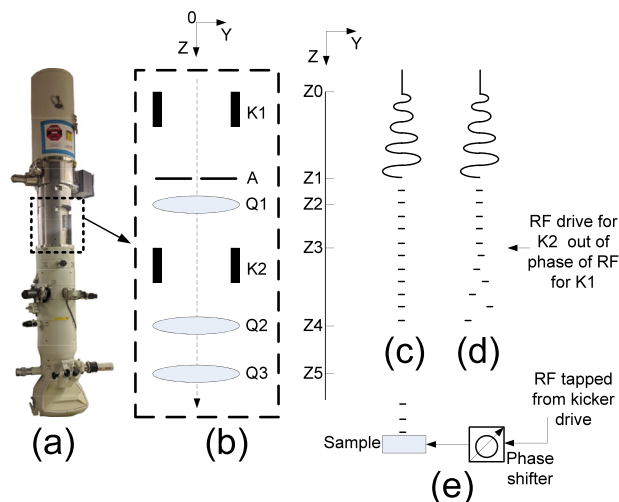 0
Y
Z
K1
A
Q1
K2
Q2
Q3
(a)
(b)
Y
Z
Z0
Z1
Z2
Z3
Z4
Z5
(c)
(d)
RF drive for
K2 out of
phase of RF
for K1
RF tapped
from kicker
drive
Sample
Phase
shifter
(e)